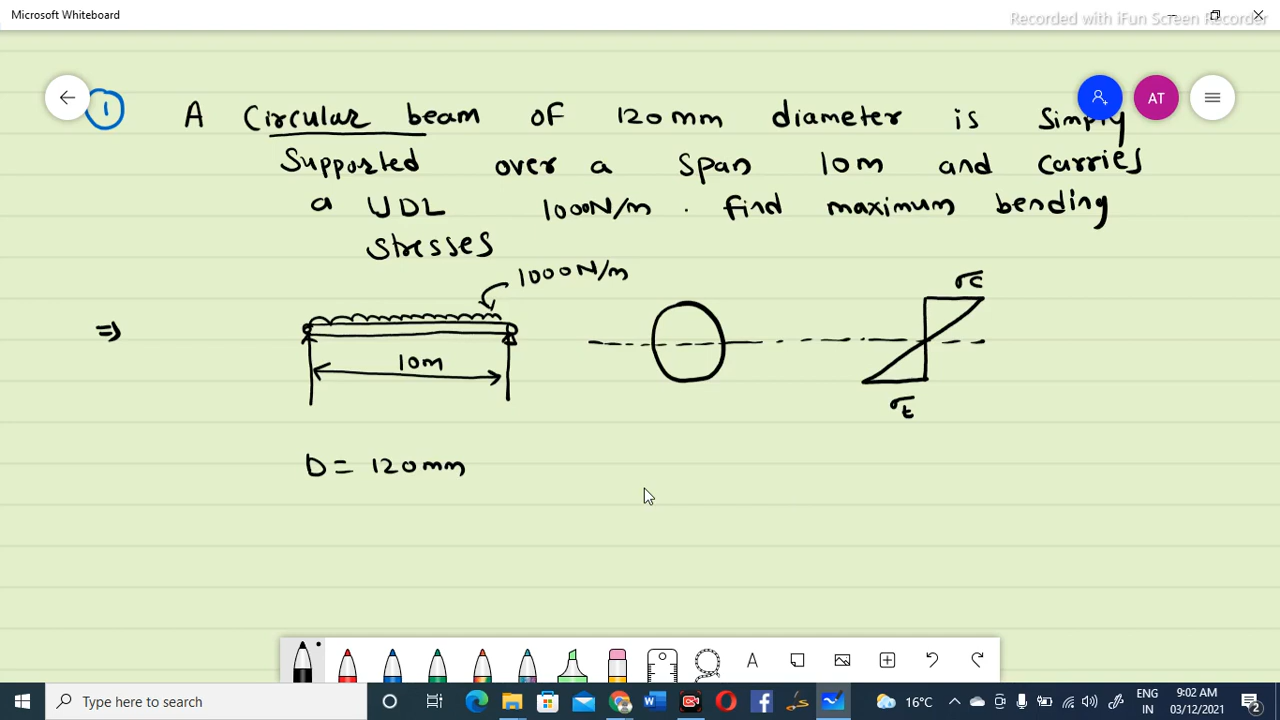 Microsoft Whiteboard
Recorded with iFun Screen Recorder
① A Circular beam of 120mm diameter is Simply
Supported over a Span 10m and carries
a UDL 1000N/m . find maximum bending
Stresses
AT
1000N/m
σc
⇒
10m
σt
D = 120mm
A
Type here to search
16°C
ENG
IN
9:02 AM
03/12/2021
2